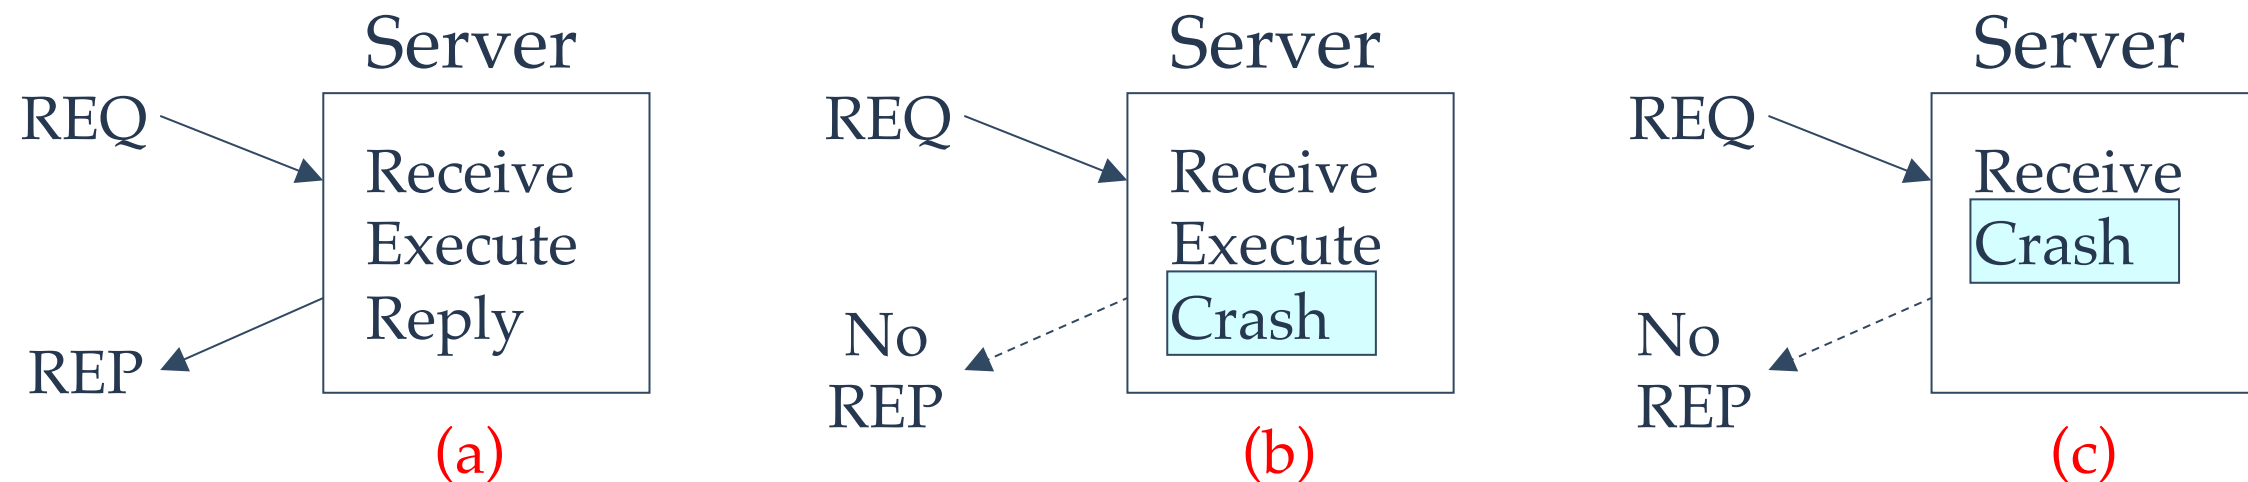 Server
REQ
Receive
Execute
Reply
REP
(a)
Server
REQ
Receive
Execute
Crash
No
REP
(b)
Server
REQ
Receive
Crash
No
REP
(c)